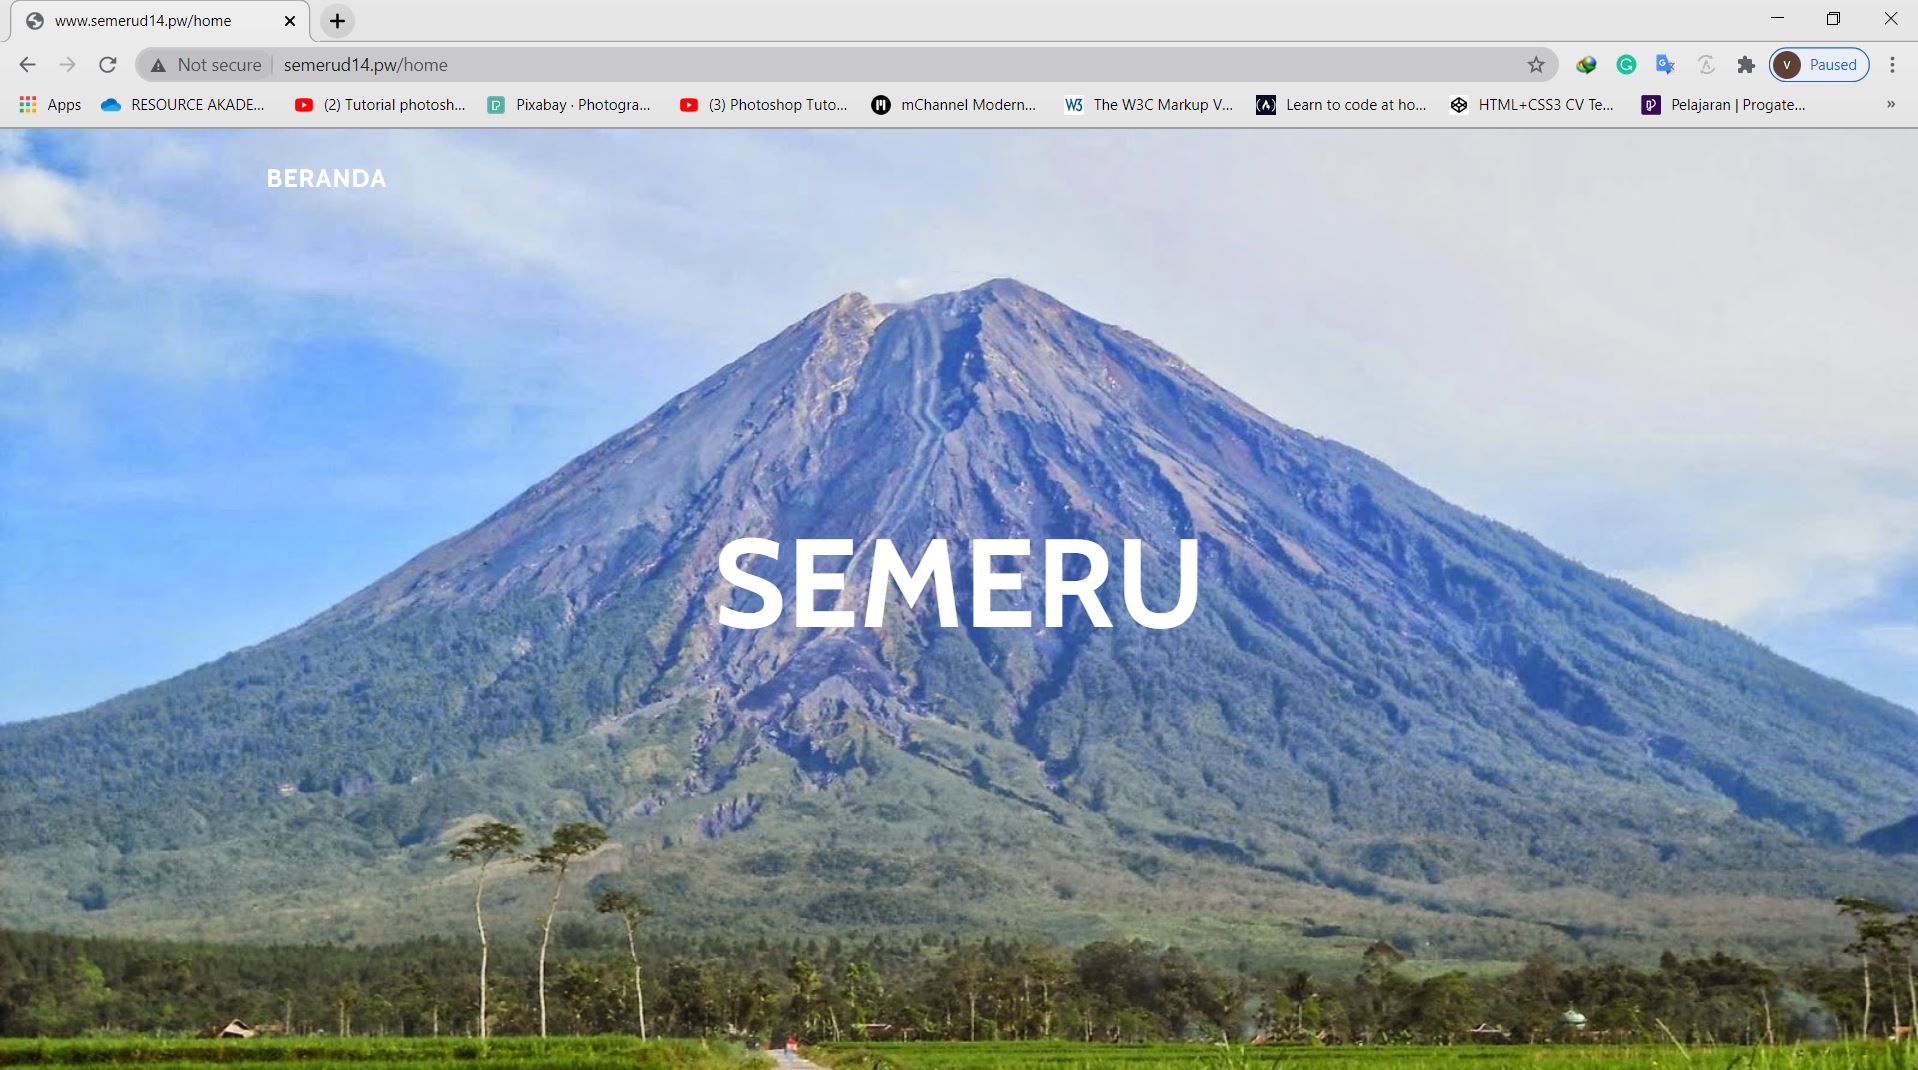 www.semerud14.pw/home
Not secure semerud14.pw/home Paused
V
Apps RESOURCE AKADE... (2) Tutorial photosh... Pixabay · Photogra... (3) Photoshop Tuto... mChannel Modern... The W3C Markup V... Learn to code at ho... HTML+CSS3 CV Te... Pelajaran | Progate... »
BERANDA
SEMERU